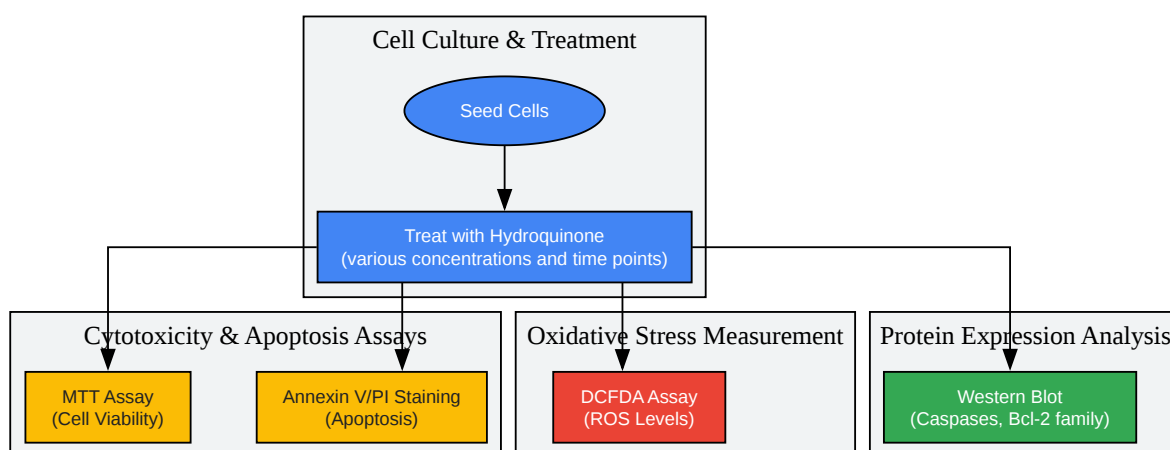 Cell Culture & Treatment
Seed Cells
Treat with Hydroquinone
(various concentrations and time points)
Cytotoxicity & Apoptosis Assays
MTT Assay
(Cell Viability)
Annexin V/PI Staining
(Apoptosis)
Oxidative Stress Measurement
DCFDA Assay
(ROS Levels)
Protein Expression Analysis
Western Blot
(Caspases, Bcl-2 family)